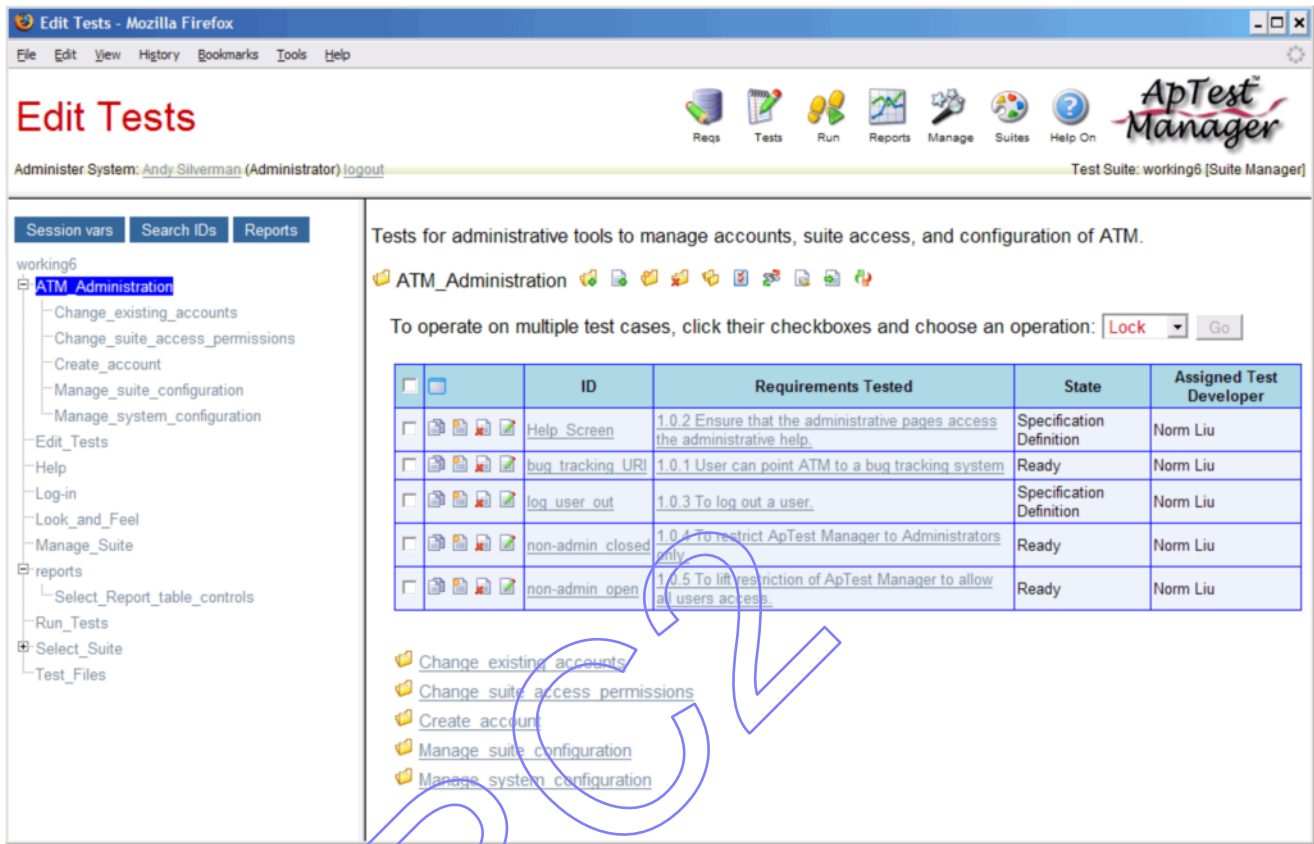 Edit Tests - Mozilla Firefox
File Edit View History Bookmarks Tools Help
Edit Tests
Reqs Tests Run Reports Manage Suites Help On
ApTest™
Manager
Administer System: Andy Silverman (Administrator) logout
Test Suite: working6 [Suite Manager]
Session vars Search IDs Reports
working6
ATM_Administration
Change_existing_accounts
Change_suite_access_permissions
Create_account
Manage_suite_configuration
Manage_system_configuration
Edit_Tests
Help
Log-in
Look_and_Feel
Manage_Suite
reports
Select_Report_table_controls
Run_Tests
Select_Suite
Test_Files
Tests for administrative tools to manage accounts, suite access, and configuration of ATM.
ATM_Administration
To operate on multiple test cases, click their checkboxes and choose an operation: Lock Go
ID Requirements Tested State Assigned Test Developer
Help_Screen 1.0.2 Ensure that the administrative pages access the administrative help. Specification Definition Norm Liu
bug_tracking_URI 1.0.1 User can point ATM to a bug tracking system Ready Norm Liu
log_user_out 1.0.3 To log out a user. Specification Definition Norm Liu
non-admin_closed 1.0.4 To restrict ApTest Manager to Administrators only. Ready Norm Liu
non-admin_open 1.0.5 To lift restriction of ApTest Manager to allow all users access. Ready Norm Liu
Change_existing_accounts
Change_suite_access_permissions
Create_account
Manage_suite_configuration
Manage_system_configuration
C2